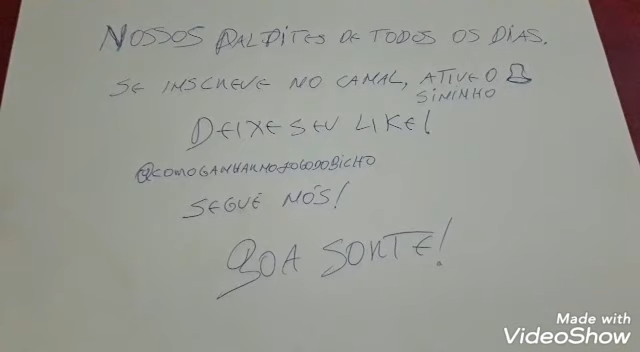 NOSSOS PALPITES DE TODOS OS DIAS.
SE INSCREVE NO CANAL, ATIVE O
SININHO
DEIXE SEU LIKE!
@COMOGANHARNOJOGODOBICHO
SEGUE NÓS!
BOA SORTE!
Made with
VideoShow